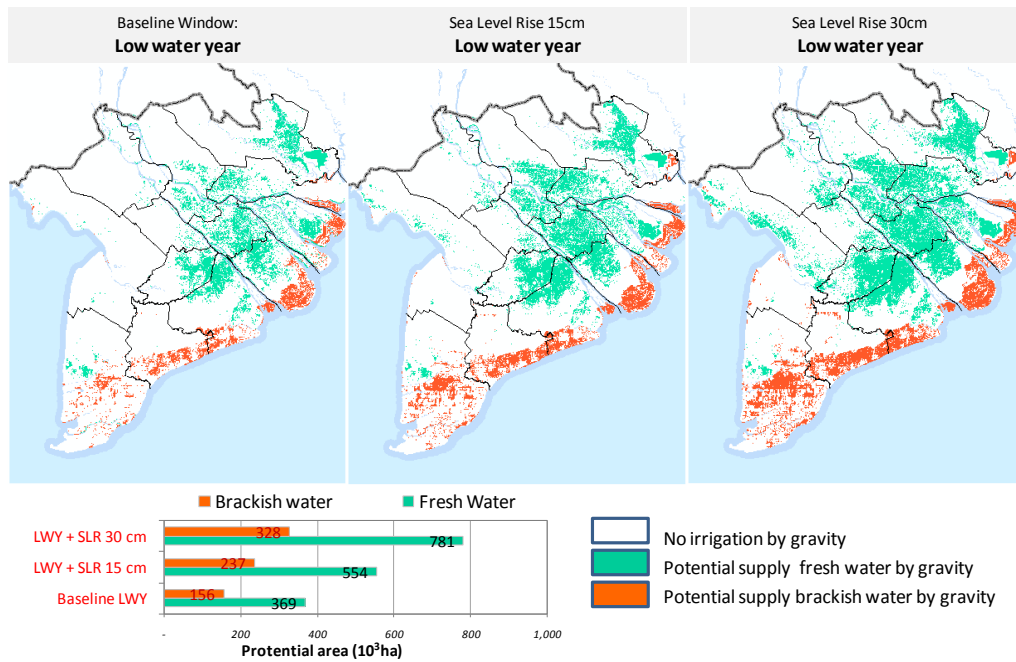 Baseline Window:
Low water year
Sea Level Rise 15cm
Low water year
Sea Level Rise 30cm
Low water year
Brackish water
Fresh Water
LWY + SLR 30 cm
328
781
LWY + SLR 15 cm
237
554
Baseline LWY
156
369
- 200 400 600 800 1,000
Protential area (10³ha)
No irrigation by gravity
Potential supply fresh water by gravity
Potential supply brackish water by gravity